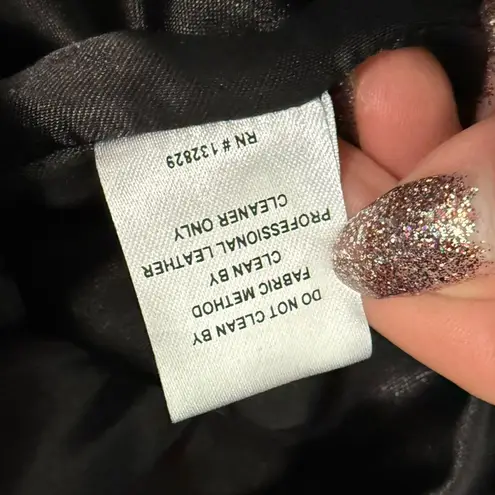 DO NOT CLEAN BY
FABRIC METHOD
CLEAN BY
PROFESSIONAL LEATHER
CLEANER ONLY
RN # 132829